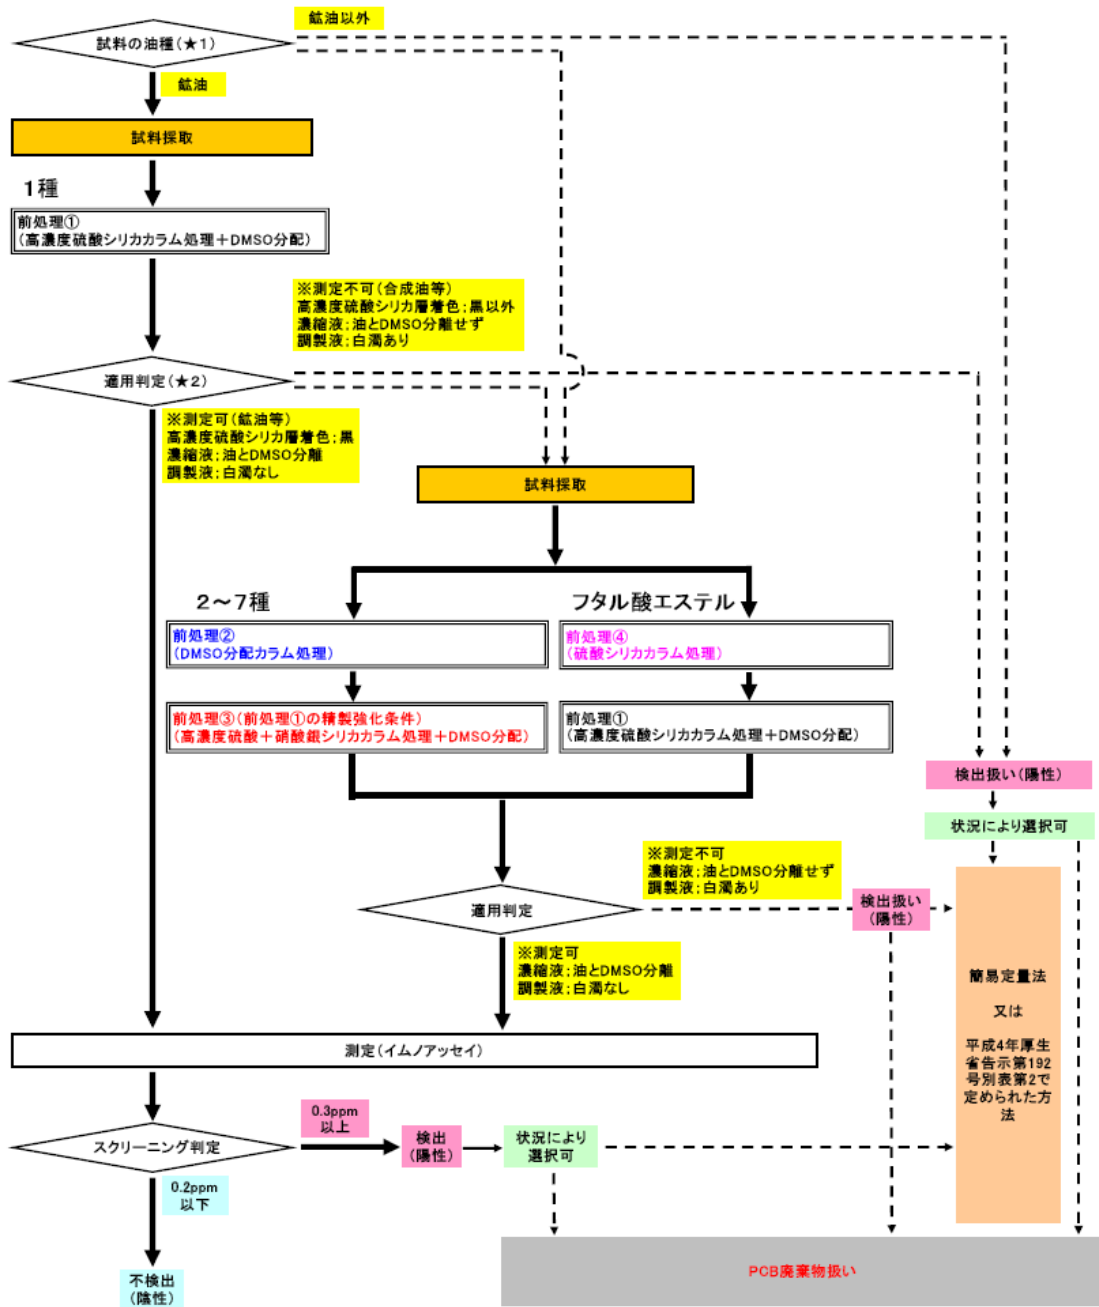 鉱油以外
試料の油種(★1)
鉱油
試料採取
1種
前処理①
(高濃度硫酸シリカカラム処理+DMSO分配)
※測定不可(合成油等)
高濃度硫酸シリカ層着色;黒以外
濃縮液;油とDMSO分離せず
調製液;白濁あり
適用判定(★2)
※測定可(鉱油等)
高濃度硫酸シリカ層着色;黒
濃縮液;油とDMSO分離
調製液;白濁なし
試料採取
2～7種
フタル酸エステル
前処理②
(DMSO分配カラム処理)
前処理④
(硫酸シリカカラム処理)
前処理③(前処理①の精製強化条件)
(高濃度硫酸+硝酸銀シリカカラム処理+DMSO分配)
前処理①
(高濃度硫酸シリカカラム処理+DMSO分配)
検出扱い(陽性)
状況により選択可
※測定不可
濃縮液;油とDMSO分離せず
調製液;白濁あり
適用判定
検出扱い
(陽性)
※測定可
濃縮液;油とDMSO分離
調製液;白濁なし
簡易定量法
又は
平成4年厚生
省告示第192
号別表第2で
定められた方
法
測定(イムノアッセイ)
0.3ppm
以上
スクリーニング判定
検出
(陽性)
状況により
選択可
0.2ppm
以下
不検出
(陰性)
PCB廃棄物扱い